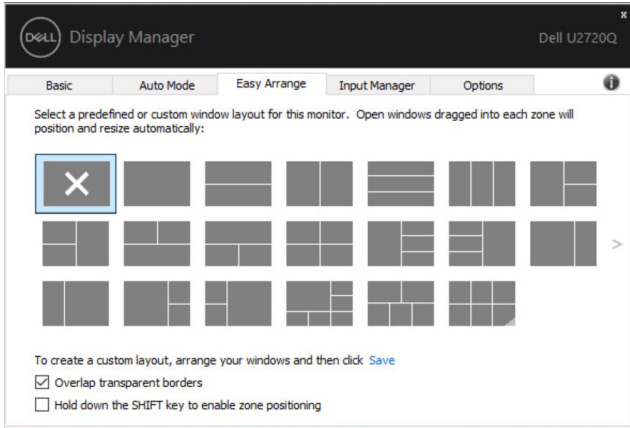 x
DELL Display Manager Dell U2720Q
Basic Auto Mode Easy Arrange Input Manager Options i
Select a predefined or custom window layout for this monitor. Open windows dragged into each zone will
position and resize automatically:
>
To create a custom layout, arrange your windows and then click Save
Overlap transparent borders
Hold down the SHIFT key to enable zone positioning